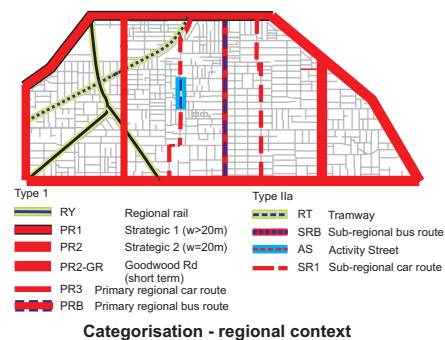 Type 1
RY Regional rail
PR1 Strategic 1 (w>20m)
PR2 Strategic 2 (w=20m)
PR2-GR Goodwood Rd
(short term)
PR3 Primary regional car route
PRB Primary regional bus route
Type IIa
RT Tramway
SRB Sub-regional bus route
AS Activity Street
SR1 Sub-regional car route
Categorisation - regional context